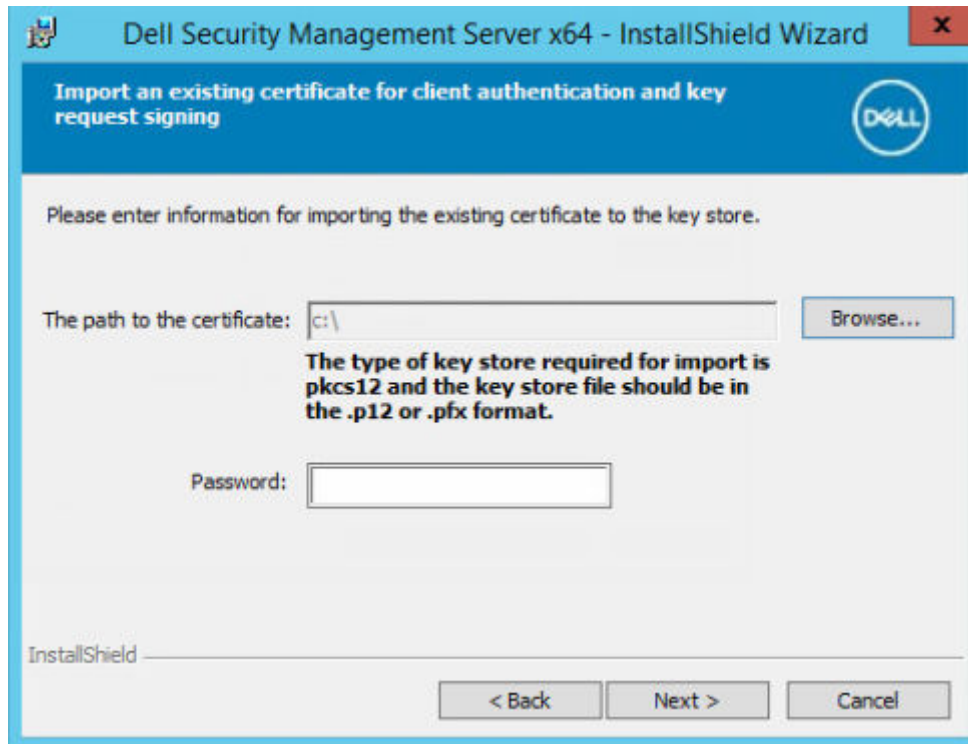 Dell Security Management Server x64 - InstallShield Wizard
x
Import an existing certificate for client authentication and key
request signing
DELL
Please enter information for importing the existing certificate to the key store.
The path to the certificate: c:\ Browse...
The type of key store required for import is
pkcs12 and the key store file should be in
the .p12 or .pfx format.
Password:
InstallShield
< Back Next > Cancel